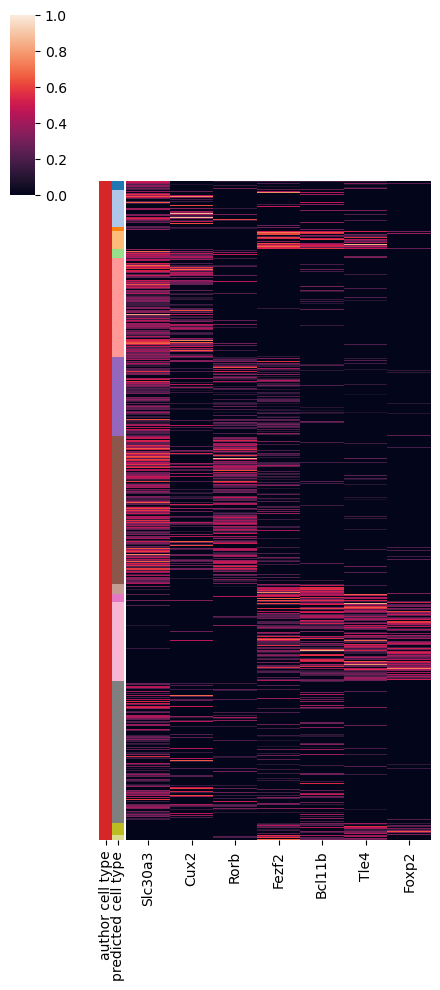 1.0
0.8
0.6
0.4
0.2
0.0
author cell type
predicted cell type
Slc30a3
Cux2
Rorb
Fezf2
Bcl11b
Tle4
Foxp2